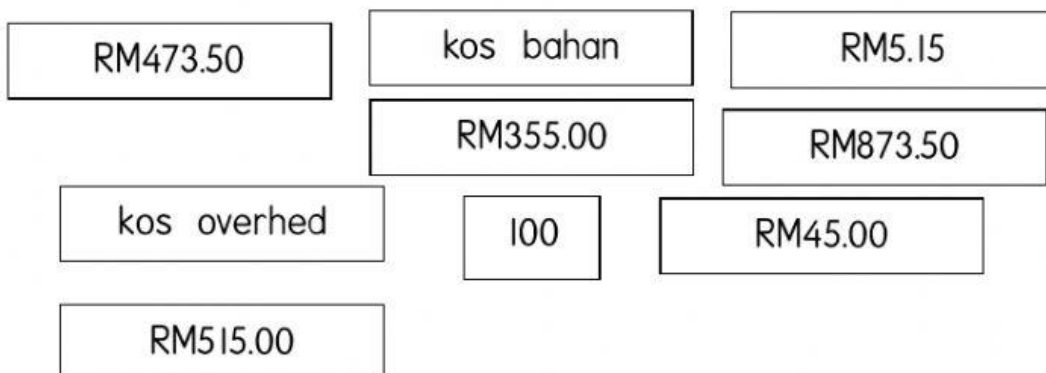 RM473.50
kos bahan
RM5.15
RM355.00
RM873.50
kos overhed
100
RM45.00
RM515.00